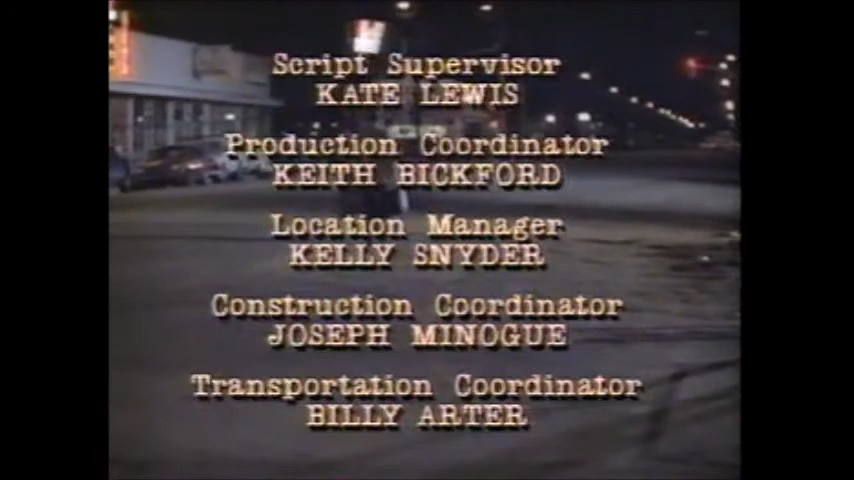 Script Supervisor
KATE LEWIS
Production Coordinator
KEITH BICKFORD
Location Manager
KELLY SNYDER
Construction Coordinator
JOSEPH MINOGUE
Transportation Coordinator
BILLY ARTER